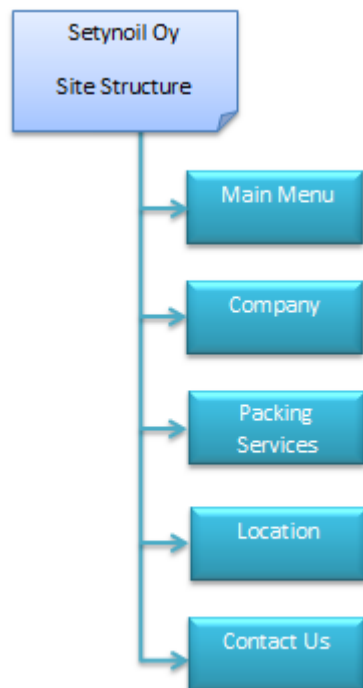 Setynoil Oy
Site Structure
Main Menu
Company
Packing
Services
Location
Contact Us